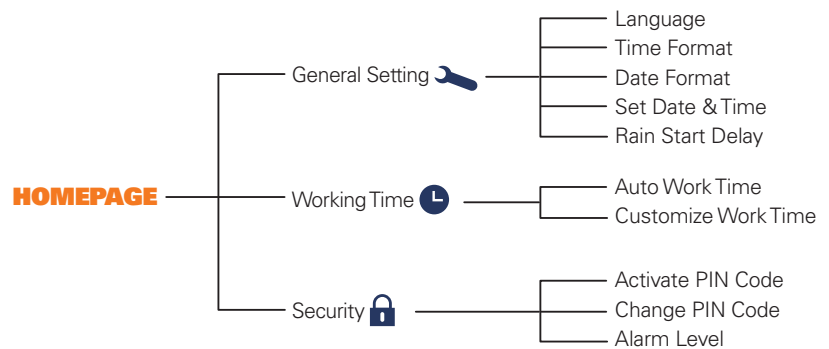 HOMEPAGE
General Setting
Language
Time Format
Date Format
Set Date & Time
Rain Start Delay
Working Time
Auto Work Time
Customize Work Time
Security
Activate PIN Code
Change PIN Code
Alarm Level